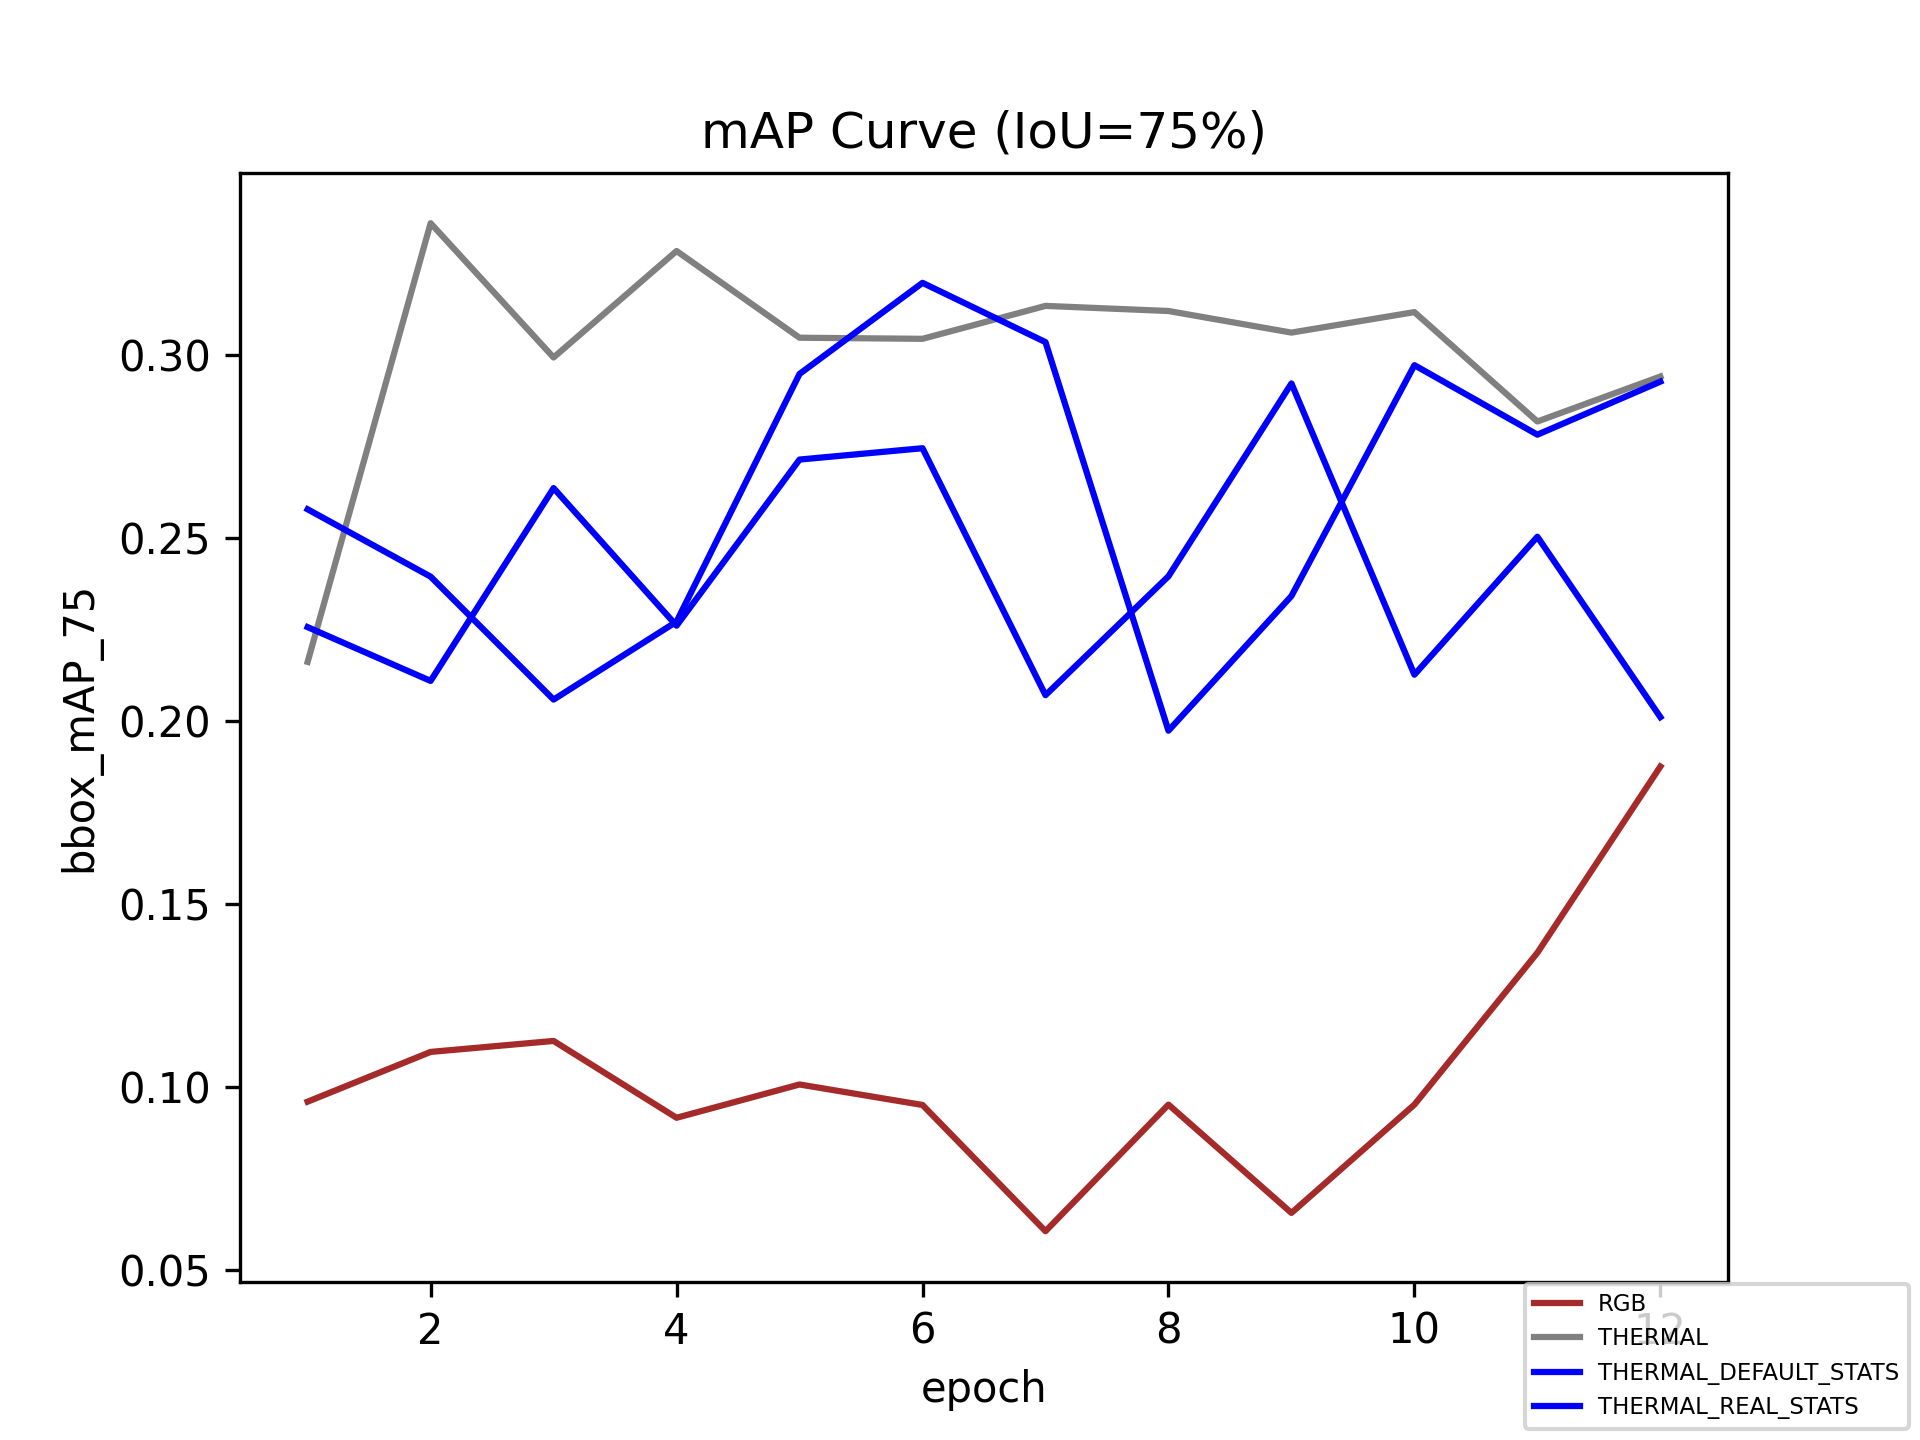 mAP Curve (IoU=75%)
bbox_mAP_75
0.30
0.25
0.20
0.15
0.10
0.05
2 4 6 8 10 12
epoch
RGB
THERMAL
THERMAL_DEFAULT_STATS
THERMAL_REAL_STATS